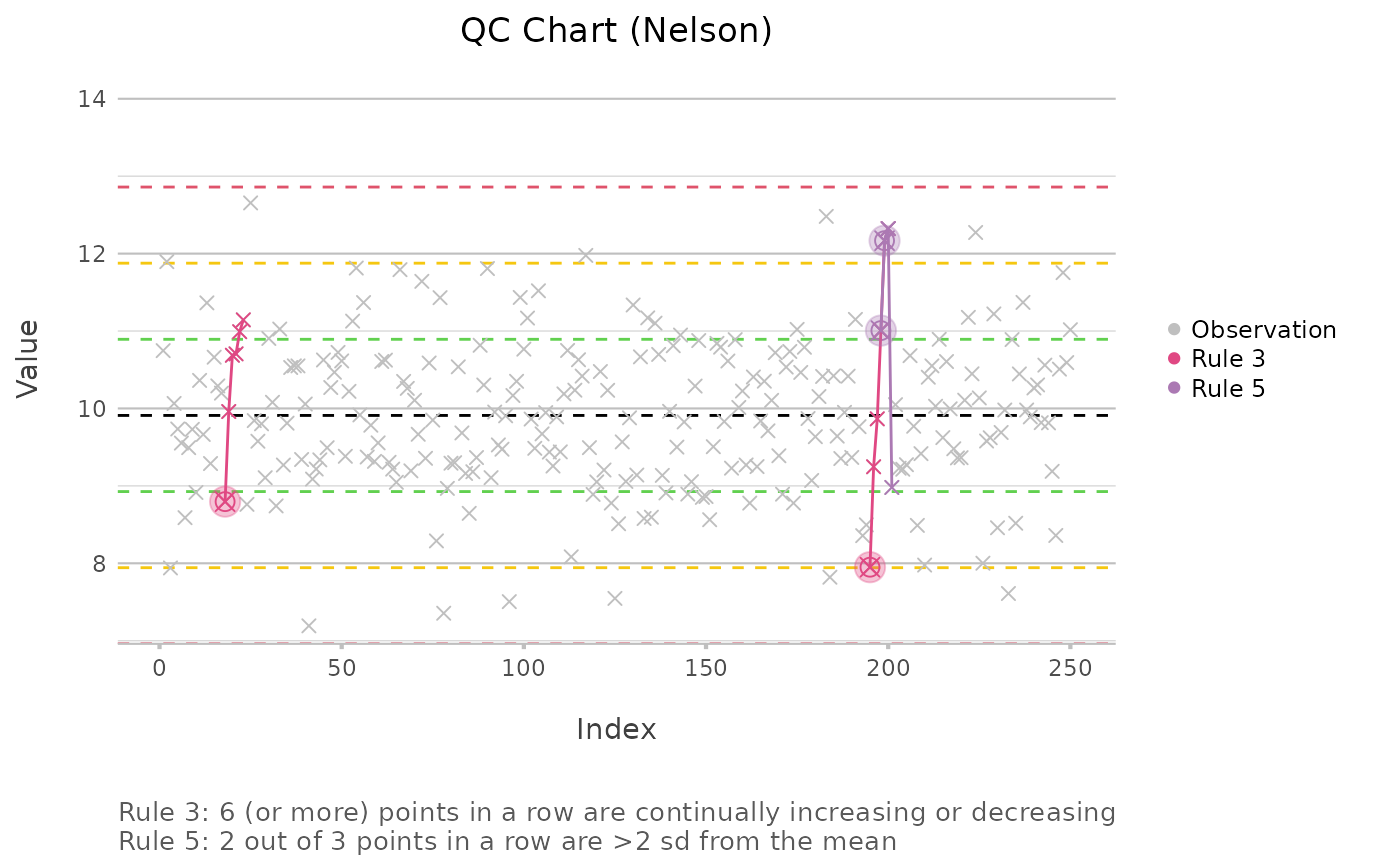 QC Chart (Nelson)
14
12
10
8
Value
0 50 100 150 200 250
Index
Observation
Rule 3
Rule 5
Rule 3: 6 (or more) points in a row are continually increasing or decreasing
Rule 5: 2 out of 3 points in a row are >2 sd from the mean